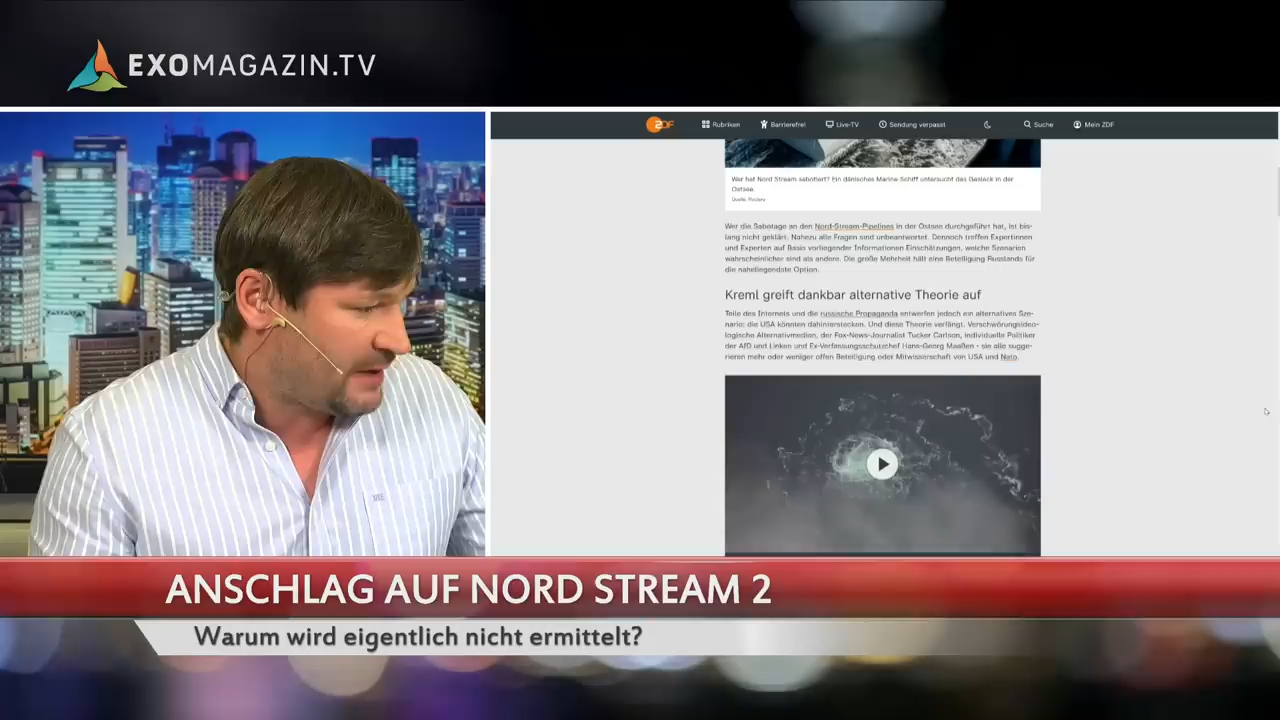 EXOMAGAZIN.TV
ZDF Rubriken Barrierefrei Live-TV Sendung verpasst Suche Mein ZDF
Wer hat Nord Stream sabotiert? Ein dänisches Marine-Schiff untersucht das Gasleck in der
Ostsee.
Quelle: Reuters
Wer die Sabotage an den Nord-Stream-Pipelines in der Ostsee durchgeführt hat, ist bis-
lang nicht geklärt. Nahezu alle Fragen sind unbeantwortet. Dennoch treffen Expertinnen
und Experten auf Basis vorliegender Informationen Einschätzungen, welche Szenarien
wahrscheinlicher sind als andere. Die große Mehrheit hält eine Beteiligung Russlands für
die naheliegendste Option.
Kreml greift dankbar alternative Theorie auf
Teile des Internets und die russische Propaganda entwerfen jedoch ein alternatives Sze-
nario: die USA könnten dahinterstecken. Und diese Theorie verfängt. Verschwörungsideo-
logische Alternativmedien, der Fox-News-Journalist Tucker Carlson, individuelle Politiker
der AfD und Linken und Ex-Verfassungsschutzchef Hans-Georg Maaßen - sie alle sugge-
rieren mehr oder weniger offen Beteiligung oder Mitwisserschaft von USA und Nato.
ANSCHLAG AUF NORD STREAM 2
Warum wird eigentlich nicht ermittelt?